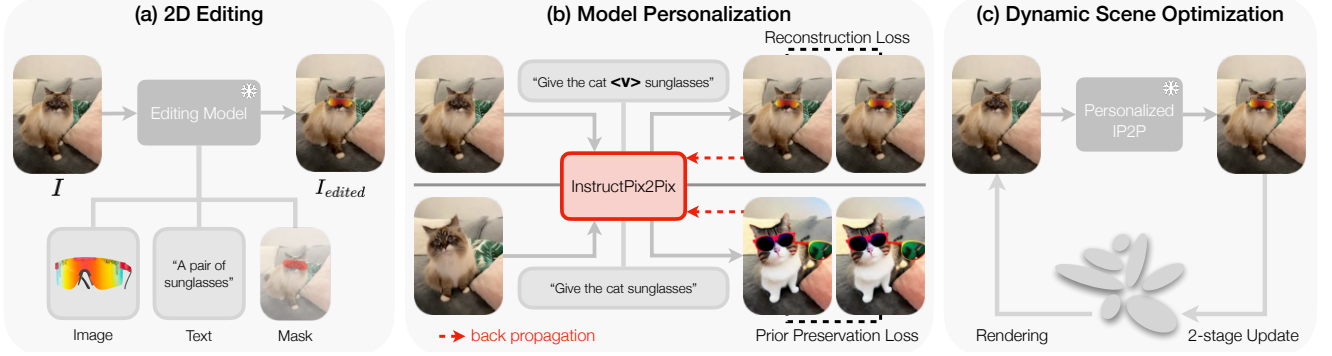 (a) 2D Editing
Editing Model
I
I_edited
“A pair of
sunglasses”
Image
Text
Mask
(b) Model Personalization
Reconstruction Loss
“Give the cat <v> sunglasses”
InstructPix2Pix
“Give the cat sunglasses”
back propagation
Prior Preservation Loss
(c) Dynamic Scene Optimization
Personalized
IP2P
Rendering
2-stage Update